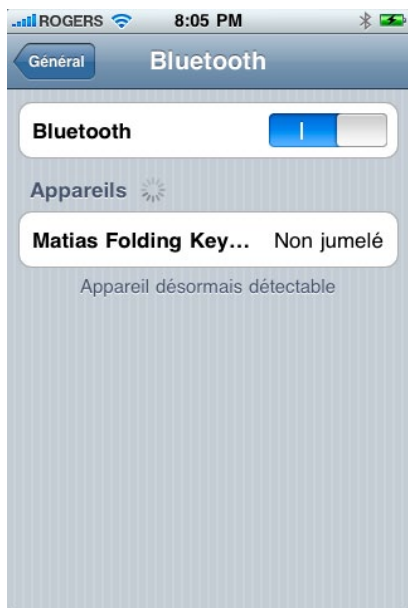 ROGERS 8:05 PM
Général Bluetooth
Bluetooth
Appareils
Matias Folding Key... Non jumelé
Appareil désormais détectable